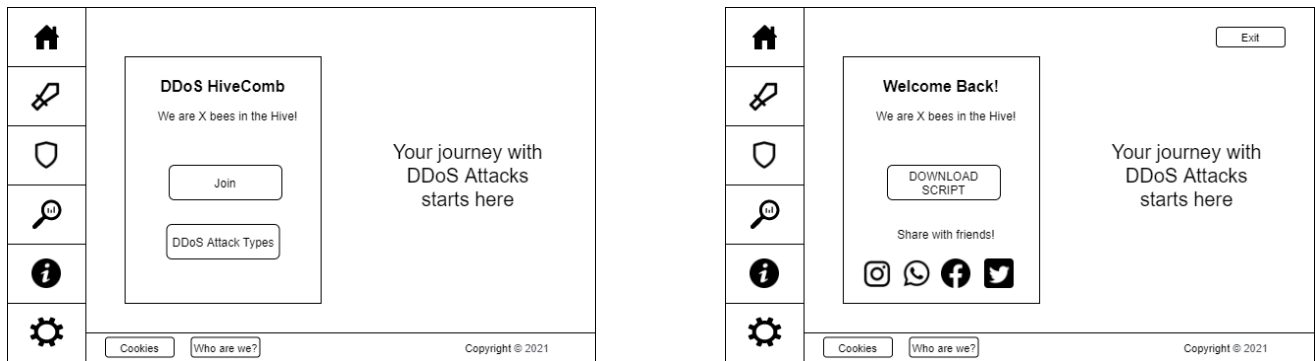 DDoS HiveComb
We are X bees in the Hive!
Join
DDoS Attack Types
Your journey with
DDoS Attacks
starts here
Cookies
Who are we?
Copyright © 2021
Exit
Welcome Back!
We are X bees in the Hive!
DOWNLOAD
SCRIPT
Share with friends!
Your journey with
DDoS Attacks
starts here
Cookies
Who are we?
Copyright © 2021